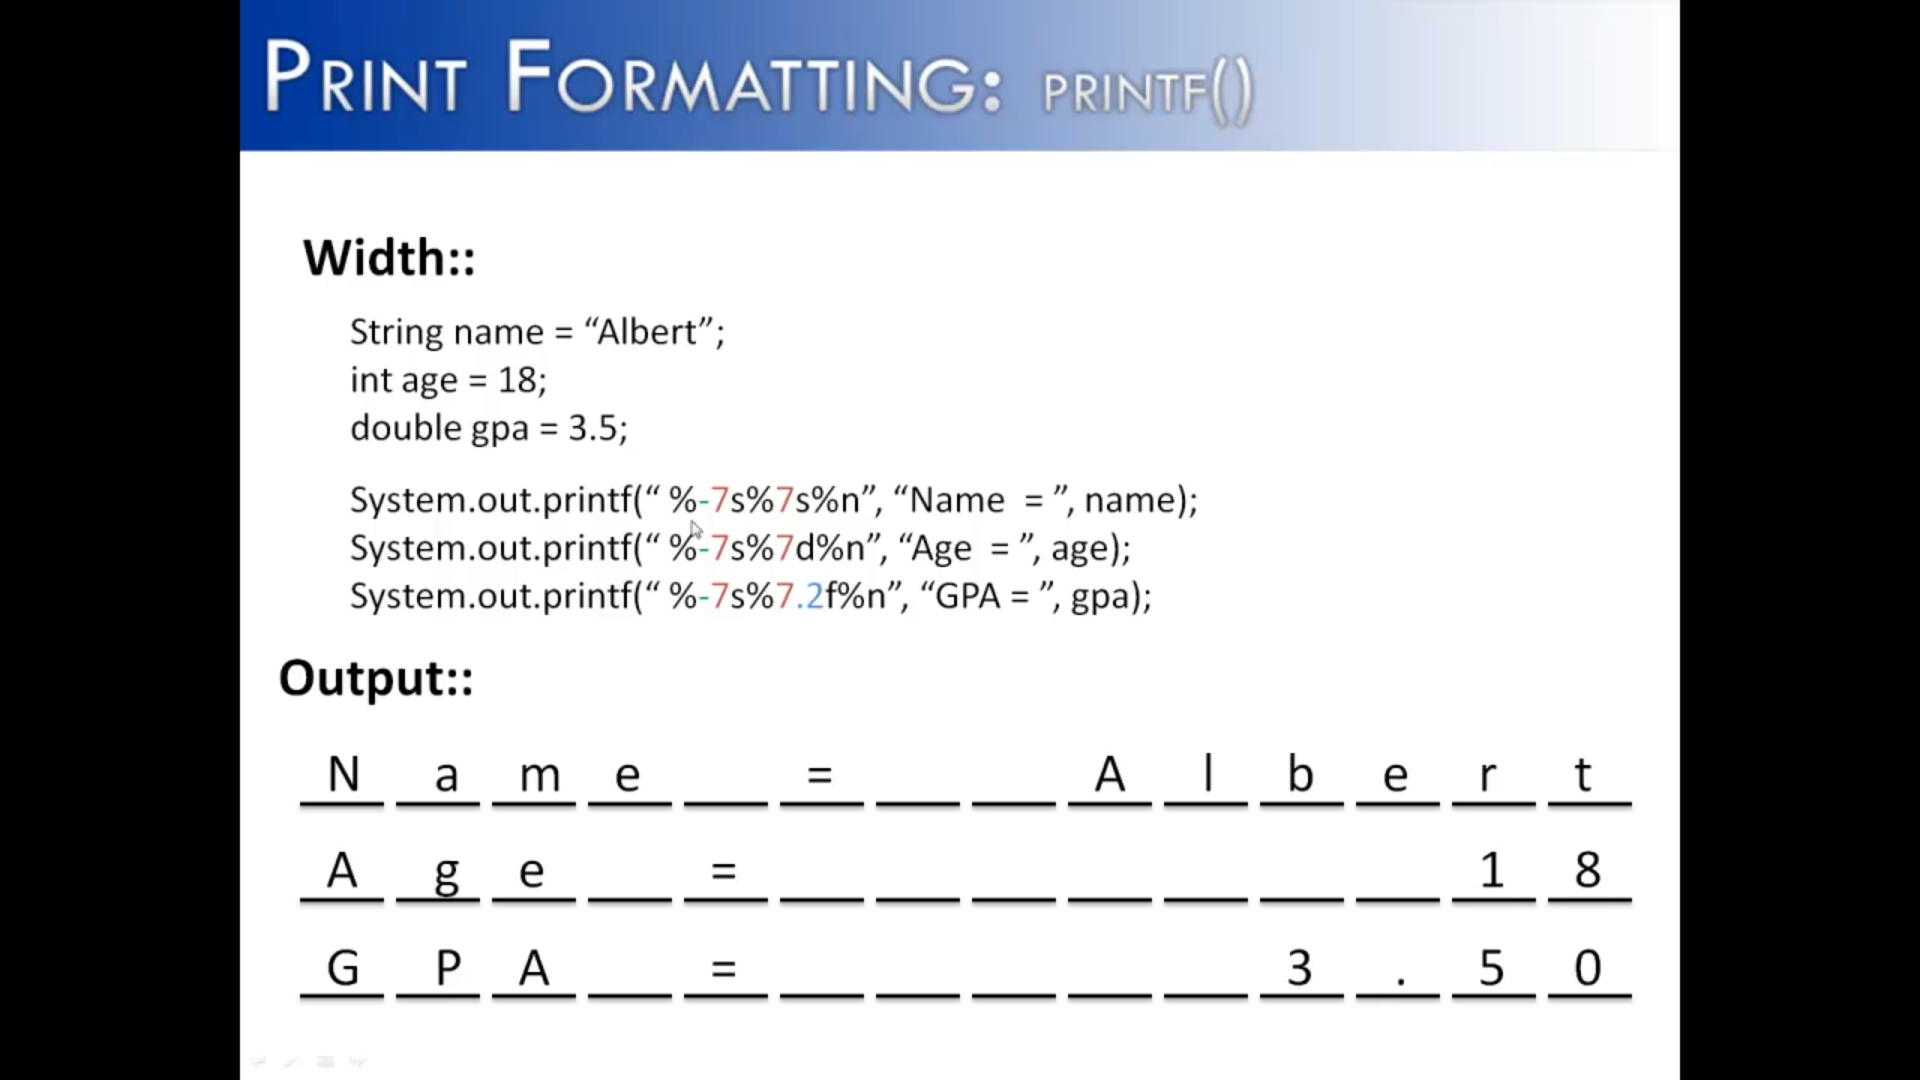 PRINT FORMATTING: PRINTF()
Width::
String name = “Albert”;
int age = 18;
double gpa = 3.5;
System.out.printf(“ %-7s%7s%n”, “Name  = ”, name);
System.out.printf(“ %-7s%7d%n”, “Age  = ”, age);
System.out.printf(“ %-7s%7.2f%n”, “GPA = ”, gpa);
Output::
N a m e = A l b e r t
A g e = 1 8
G P A = 3 . 5 0